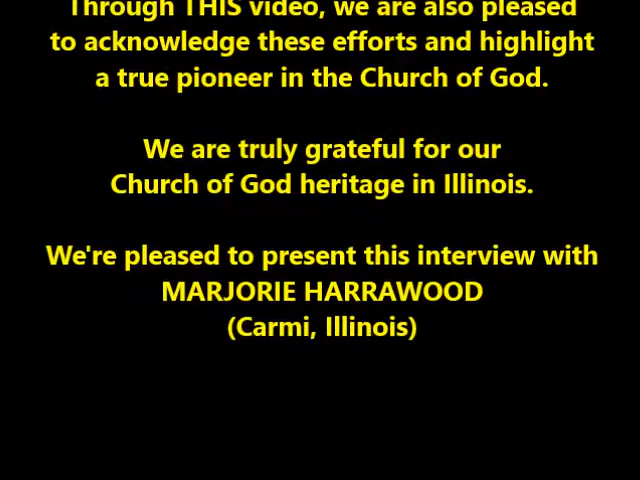 Through THIS video, we are also pleased
to acknowledge these efforts and highlight
a true pioneer in the Church of God.
We are truly grateful for our
Church of God heritage in Illinois.
We're pleased to present this interview with
MARJORIE HARRAWOOD
(Carmi, Illinois)